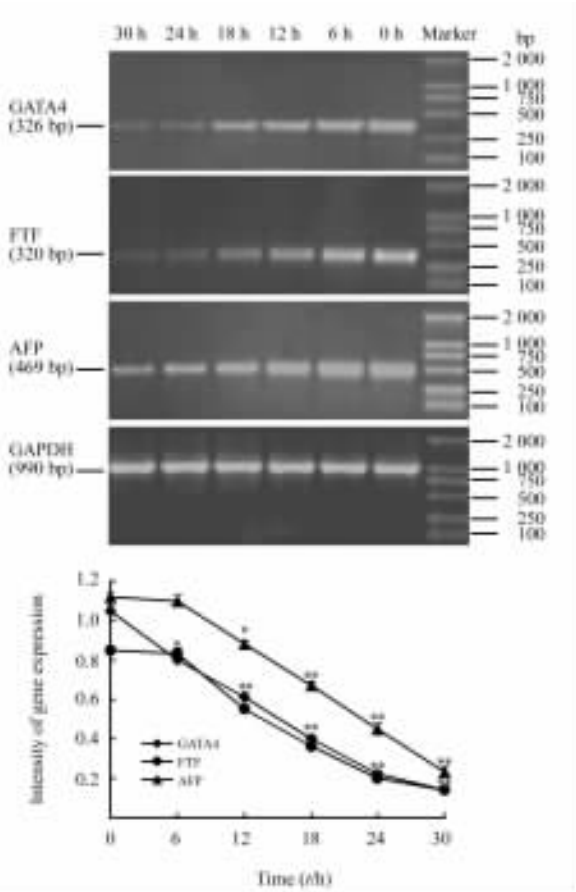 30 h 24 h 18 h 12 h 6 h 0 h Marker bp
GATA4
(326 bp)
2 000
1 000
750
500
250
100
FTF
(320 bp)
2 000
1 000
750
500
250
100
AFP
(469 bp)
2 000
1 000
750
500
250
100
GAPDH
(990 bp)
2 000
1 000
750
500
250
100
Intensity of gene expression
1.2
1.0
0.8
0.6
0.4
0.2
* * ** ** ** ** ** **
GATA4
FTF
AFP
0 6 12 18 24 30
Time (t/h)